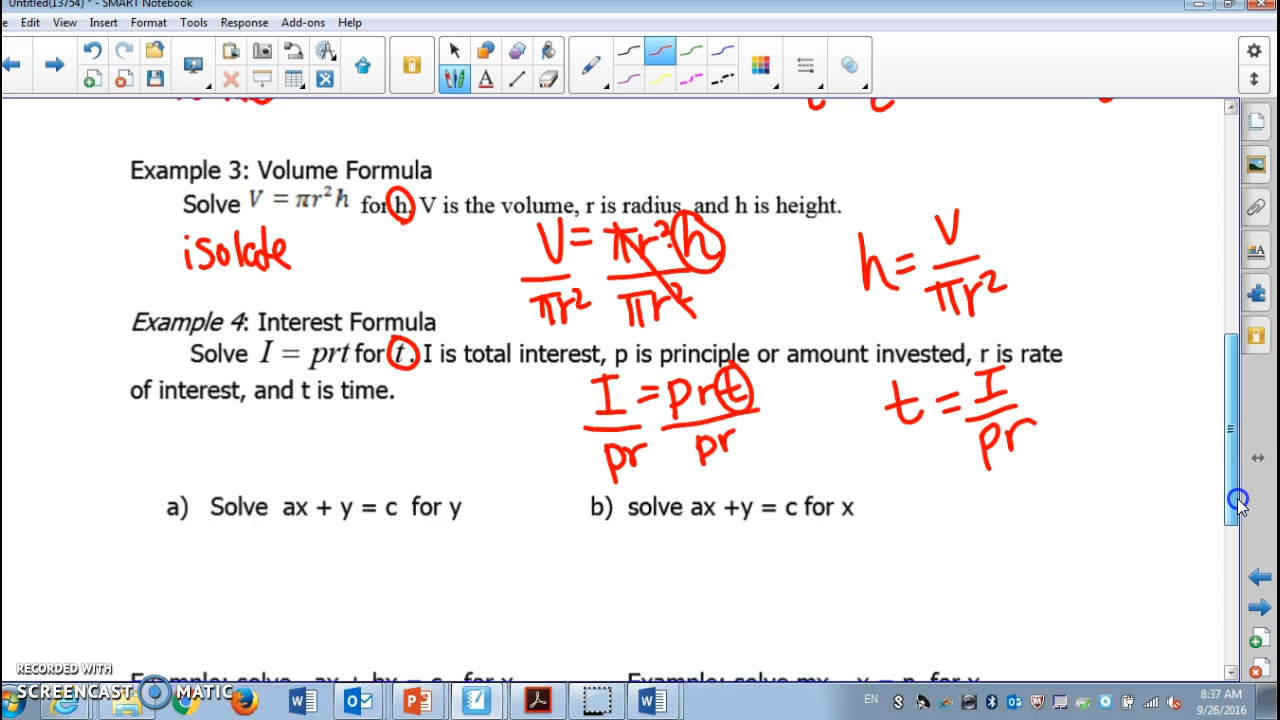 Untitled(13754) * - SMART Notebook
Edit View Insert Format Tools Response Add-ons Help
Example 3: Volume Formula
Solve V = πr²h for h. V is the volume, r is radius, and h is height.
isolate
V = πr²·h
πr² πr²
h = V
πr²
Example 4: Interest Formula
Solve I = prt for t. I is total interest, p is principle or amount invested, r is rate
of interest, and t is time.
I = prt
pr pr
t = I
pr
a) Solve ax + y = c for y b) solve ax +y = c for x
RECORDED WITH
SCREENCAST MATIC
EN
8:37 AM
9/26/2016